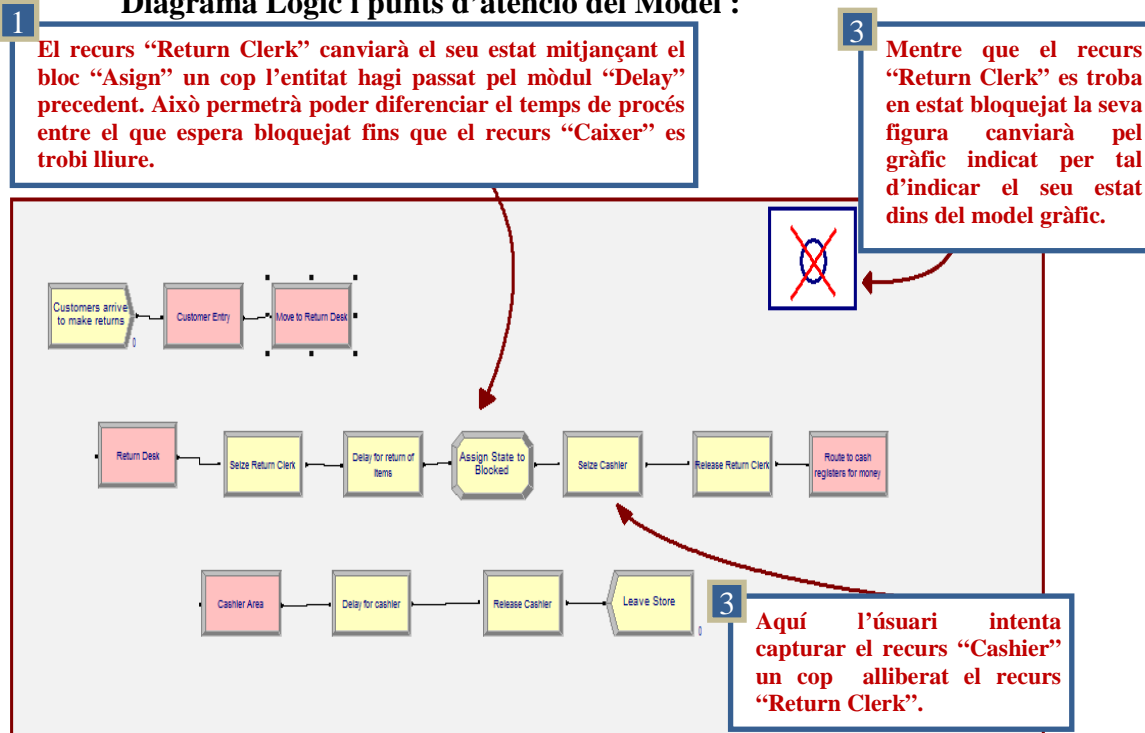 Diagrama Lògic i punts d'atenció del Model :
1
El recurs “Return Clerk” canviarà el seu estat mitjançant el
bloc “Asign” un cop l’entitat hagi passat pel mòdul “Delay”
precedent. Això permetrà poder diferenciar el temps de procés
entre el que espera bloquejat fins que el recurs “Caixer” es
trobi lliure.
3
Mentre que el recurs
“Return Clerk” es troba
en estat bloquejat la seva
figura canviarà pel
gràfic indicat per tal
d’indicar el seu estat
dins del model gràfic.
Customers arrive
to make returns
0
Customer Entry
Move to Return Desk
Return Desk
Seize Return Clerk
Delay for return of
Items
Assign State to
Blocked
Seize Cashier
Release Return Clerk
Route to cash
registers for money
Cashier Area
Delay for cashier
Release Cashier
Leave Store
0
3
Aquí l’úsuari intenta
capturar el recurs “Cashier”
un cop alliberat el recurs
“Return Clerk”.